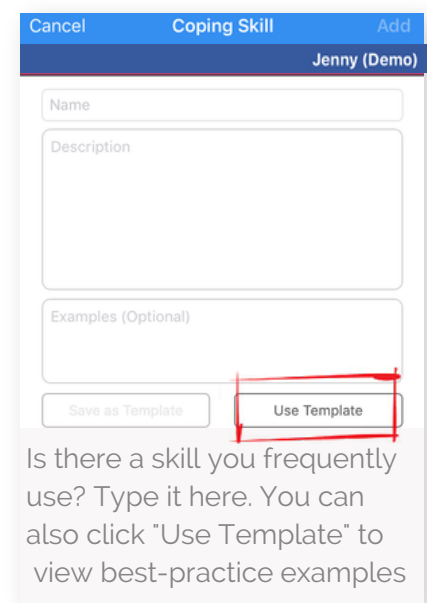 Cancel Coping Skill Add
Jenny (Demo)
Name
Description
Examples (Optional)
Save as Template Use Template
Is there a skill you frequently
use? Type it here. You can
also click "Use Template" to
view best-practice examples